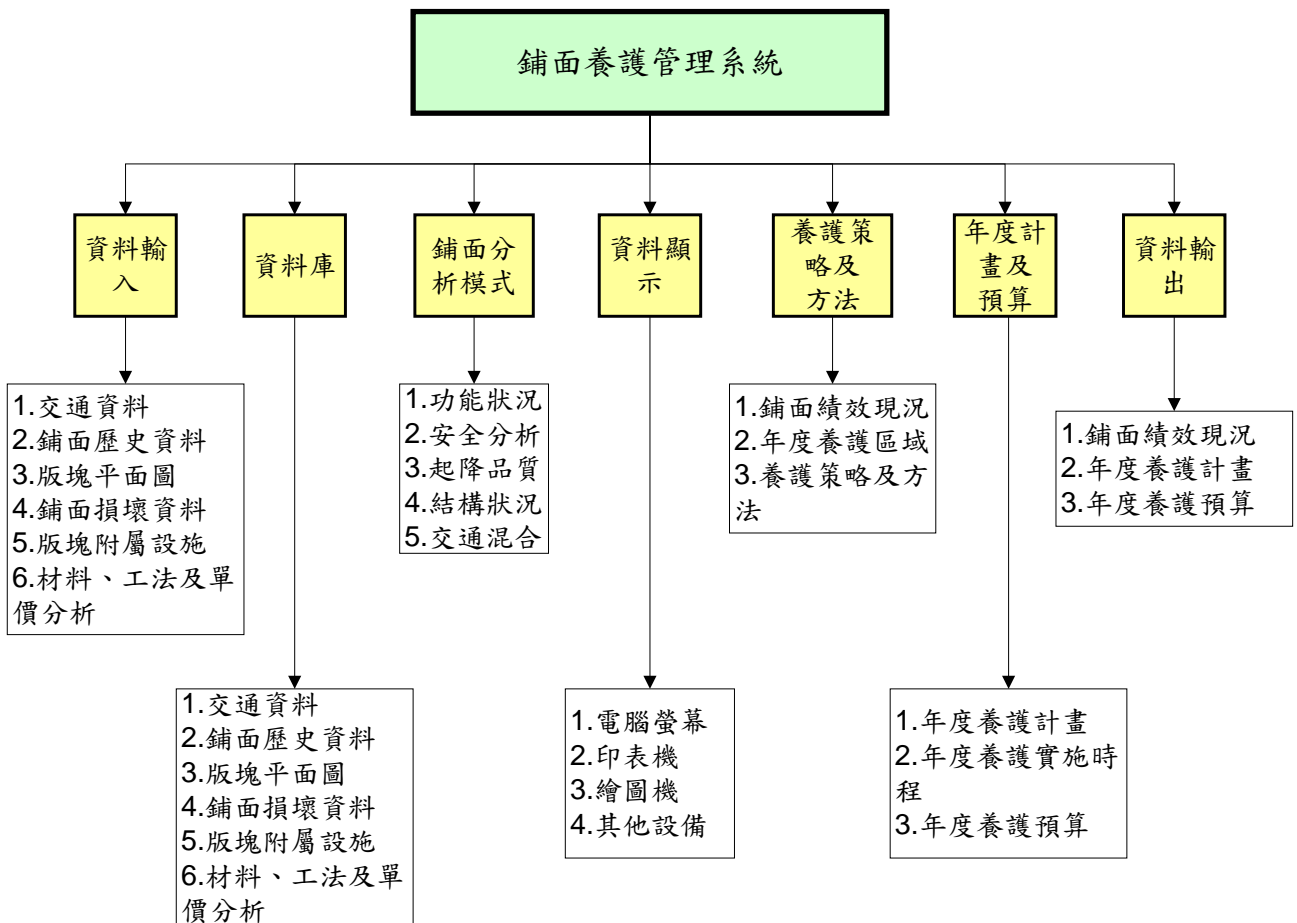 鋪面養護管理系統
資料輸
入
資料庫
鋪面分
析模式
資料顯
示
養護策
略及
方法
年度計
畫及
預算
資料輸
出
1.交通資料
2.鋪面歷史資料
3.版塊平面圖
4.鋪面損壞資料
5.版塊附屬設施
6.材料、工法及單
價分析
1.交通資料
2.鋪面歷史資料
3.版塊平面圖
4.鋪面損壞資料
5.版塊附屬設施
6.材料、工法及單
價分析
1.功能狀況
2.安全分析
3.起降品質
4.結構狀況
5.交通混合
1.電腦螢幕
2.印表機
3.繪圖機
4.其他設備
1.鋪面績效現況
2.年度養護區域
3.養護策略及方
法
1.年度養護計畫
2.年度養護實施時
程
3.年度養護預算
1.鋪面績效現況
2.年度養護計畫
3.年度養護預算